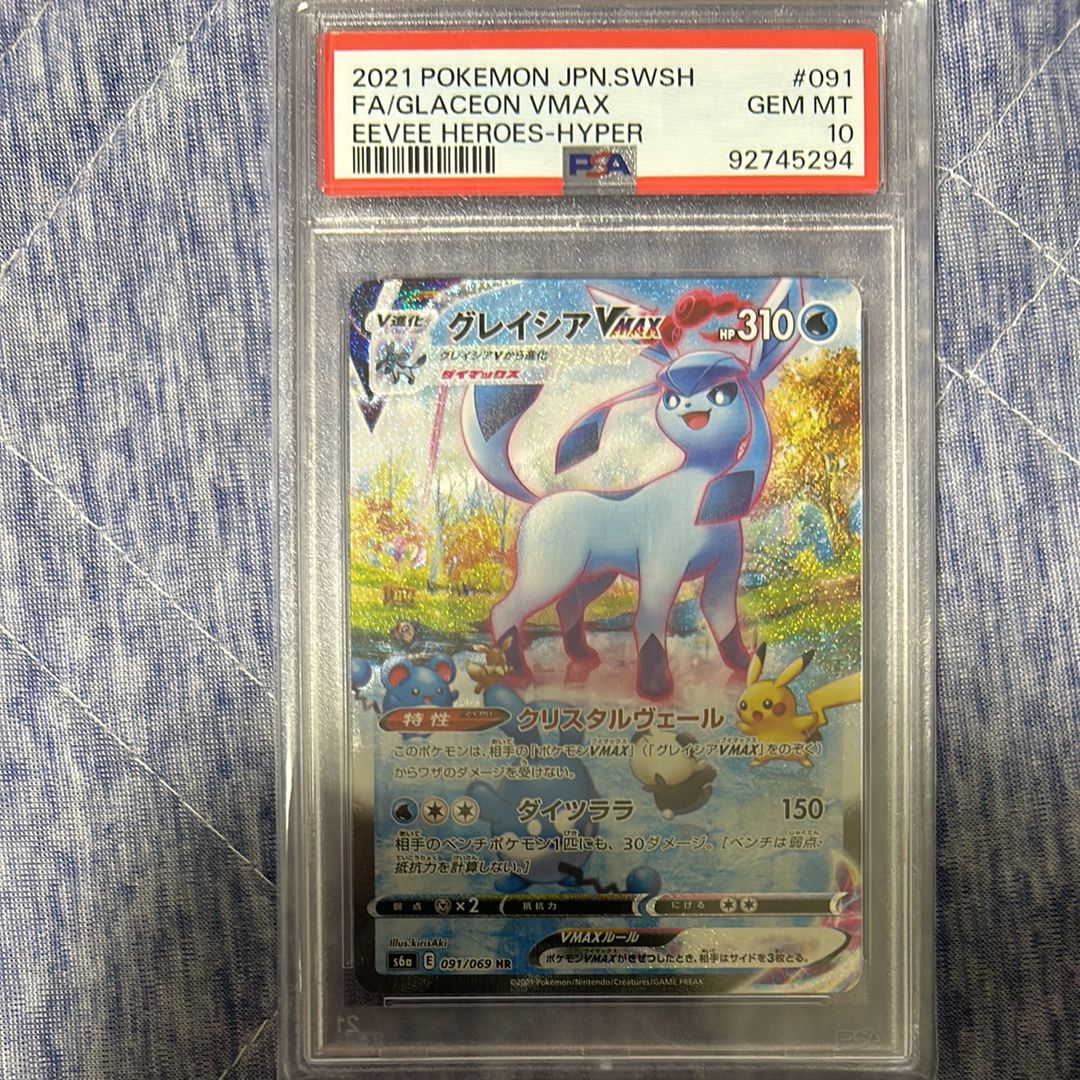 2021 POKEMON JPN.SWSH #091
FA/GLACEON VMAX GEM MT
EEVEE HEROES-HYPER 10
PSA 92745294
V進化 グレイシアVMAX HP310
グレイシアVから進化
ダイマックス
特性 クリスタルヴェール
このポケモンは、相手の「ポケモンVMAX」(「グレイシアVMAX」をのぞく)
からワザのダメージを受けない。
ダイツララ 150
相手のベンチポケモン1匹にも、30ダメージ。[ベンチは弱点・
抵抗力を計算しない。]
弱点 ×2 抵抗力 にげる
Illus.kirisAki
VMAXルール
s6a E 091/069 HR
ポケモンVMAXがきぜつしたとき、相手はサイドを3枚とる。
©2021 Pokémon/Nintendo/Creatures/GAME FREAK